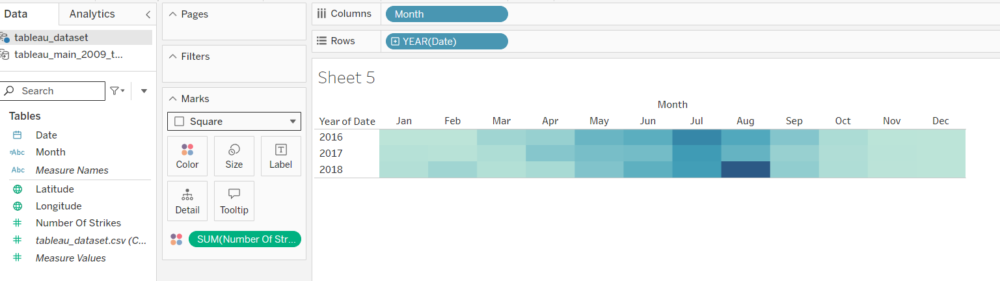 Data Analytics
tableau_dataset
tableau_main_2009_t...
Search
Tables
Date
Abc Month
Abc Measure Names
Latitude
Longitude
Number Of Strikes
tableau_dataset.csv (C...
Measure Values
Pages
Filters
Marks
Square
Color Size Label
Detail Tooltip
SUM(Number Of Str...
Columns Month
Rows YEAR(Date)
Sheet 5
Month
Year of Date Jan Feb Mar Apr May Jun Jul Aug Sep Oct Nov Dec
2016
2017
2018